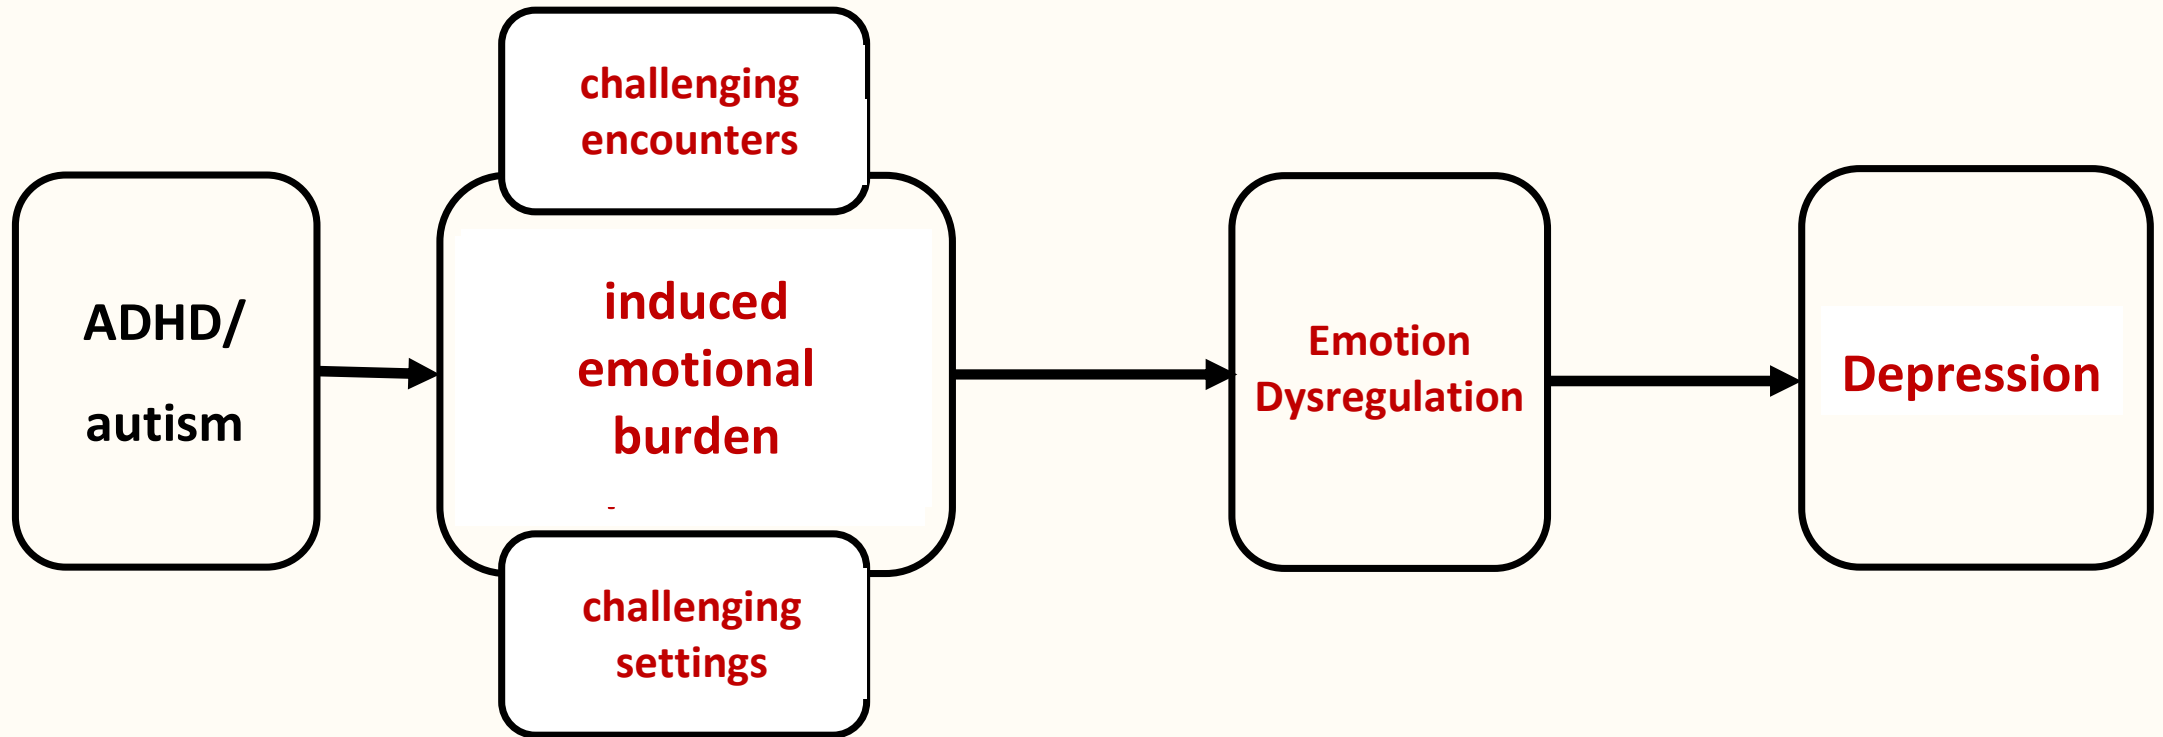 challenging
encounters
ADHD/
autism
induced
emotional
burden
challenging
settings
Emotion
Dysregulation
Depression